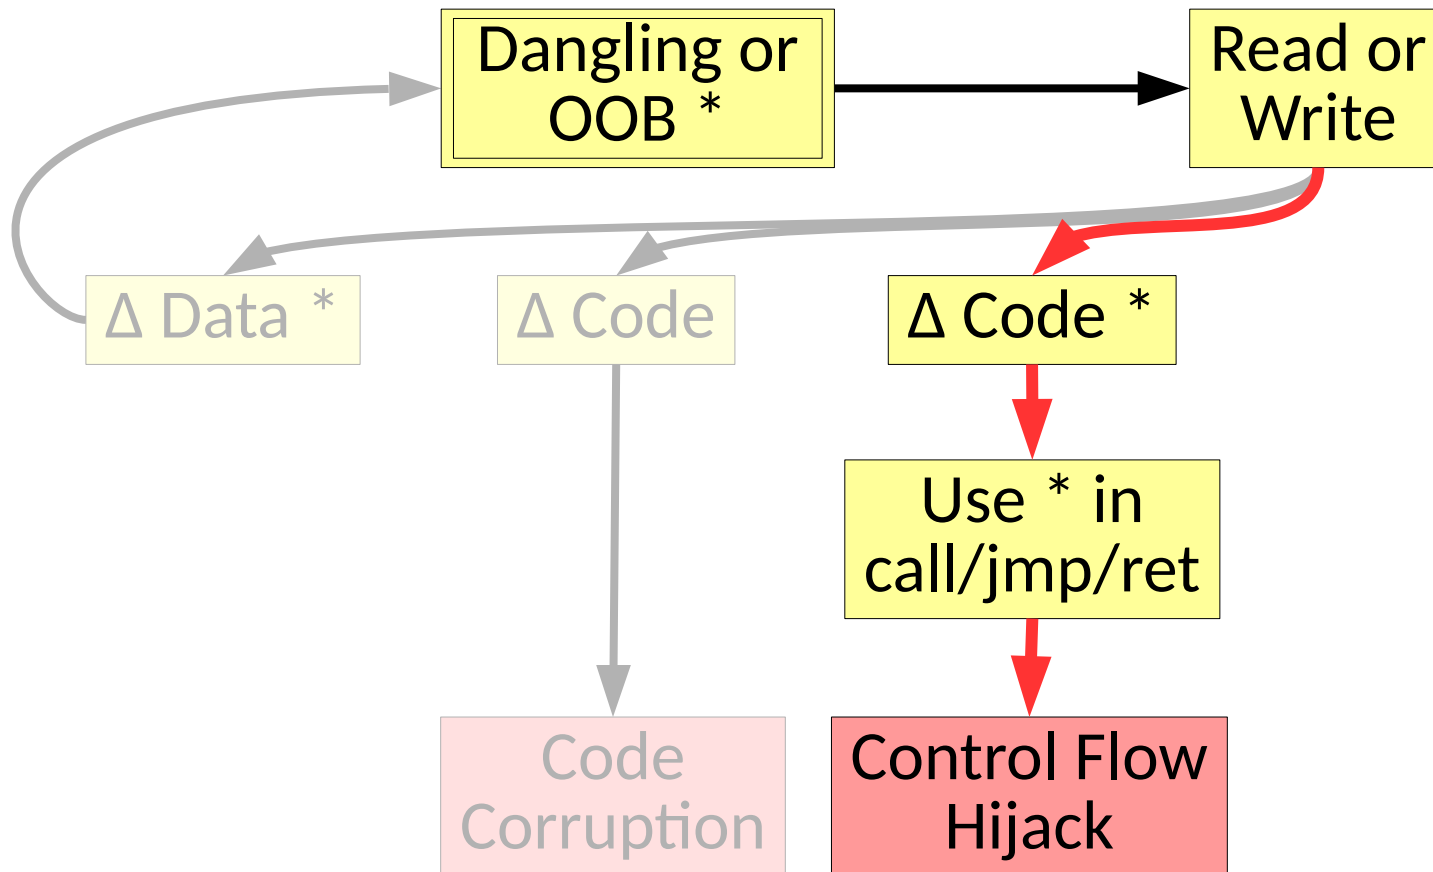 Dangling or
OOB *
Read or
Write
Δ Data *
Δ Code
Δ Code *
Use * in
call/jmp/ret
Code
Corruption
Control Flow
Hijack